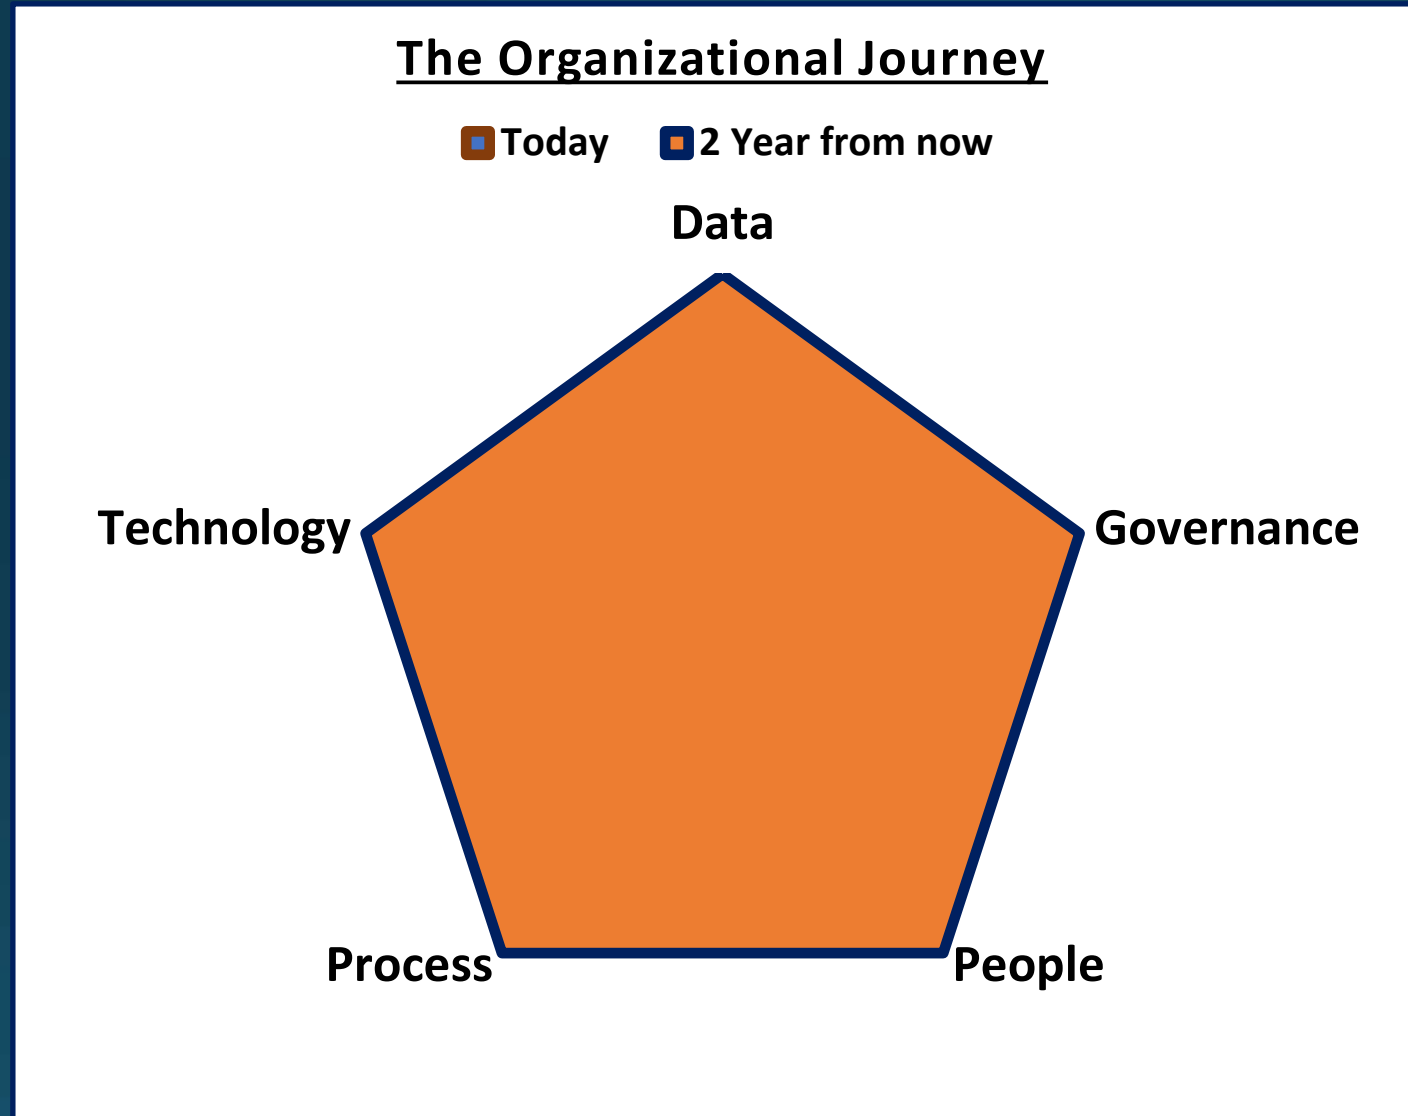 The Organizational Journey
Today 2 Year from now
Data
Technology Governance
Process People